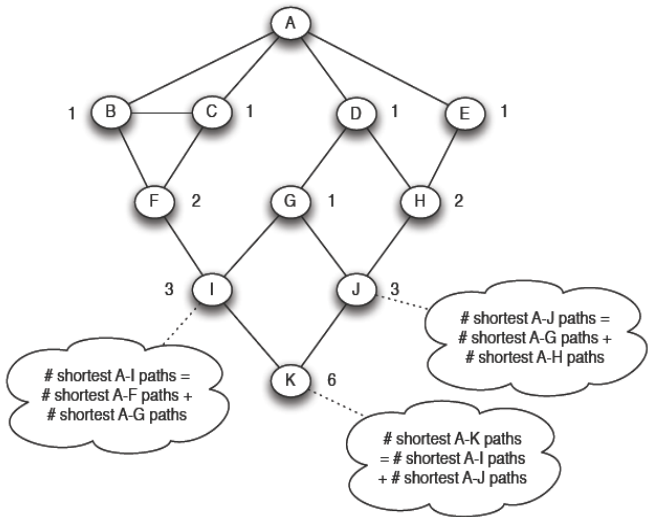 A
1 B C 1 D 1 E 1
F 2 G 1 H 2
3 I J 3
# shortest A-J paths =
# shortest A-G paths +
# shortest A-H paths
# shortest A-I paths =
# shortest A-F paths +
# shortest A-G paths
K 6
# shortest A-K paths
= # shortest A-I paths
+ # shortest A-J paths